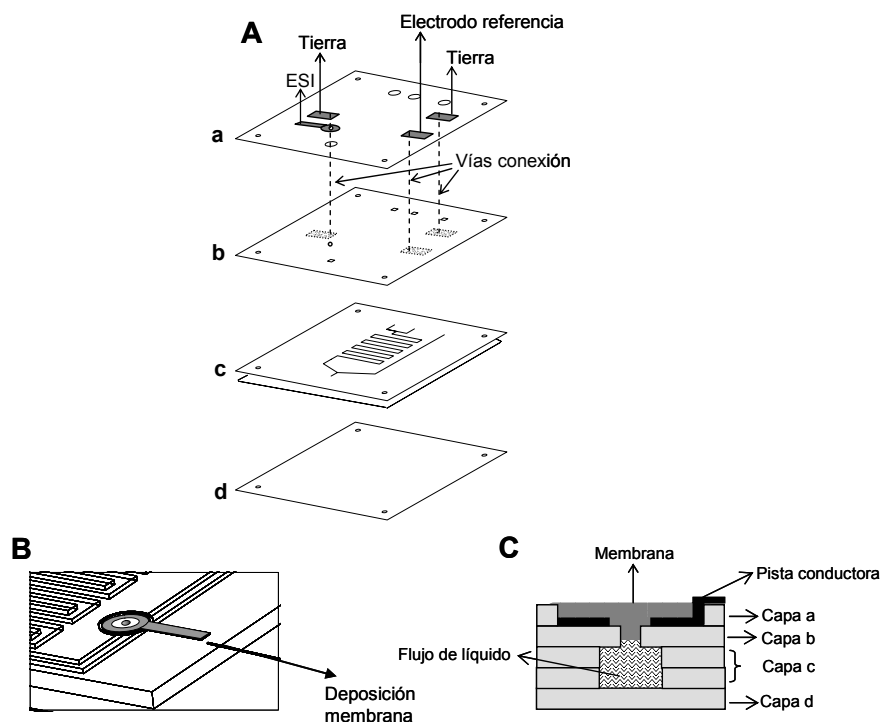 A
Electrodo referencia
Tierra
Tierra
ESI
a
Vías conexión
b
c
d
B
Deposición
membrana
C
Membrana
Pista conductora
Capa a
Capa b
Flujo de líquido
Capa c
Capa d